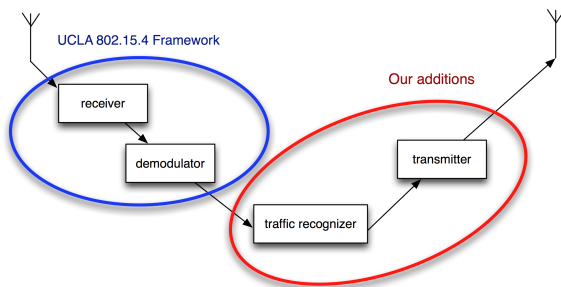 UCLA 802.15.4 Framework
Our additions
receiver
demodulator
transmitter
traffic recognizer